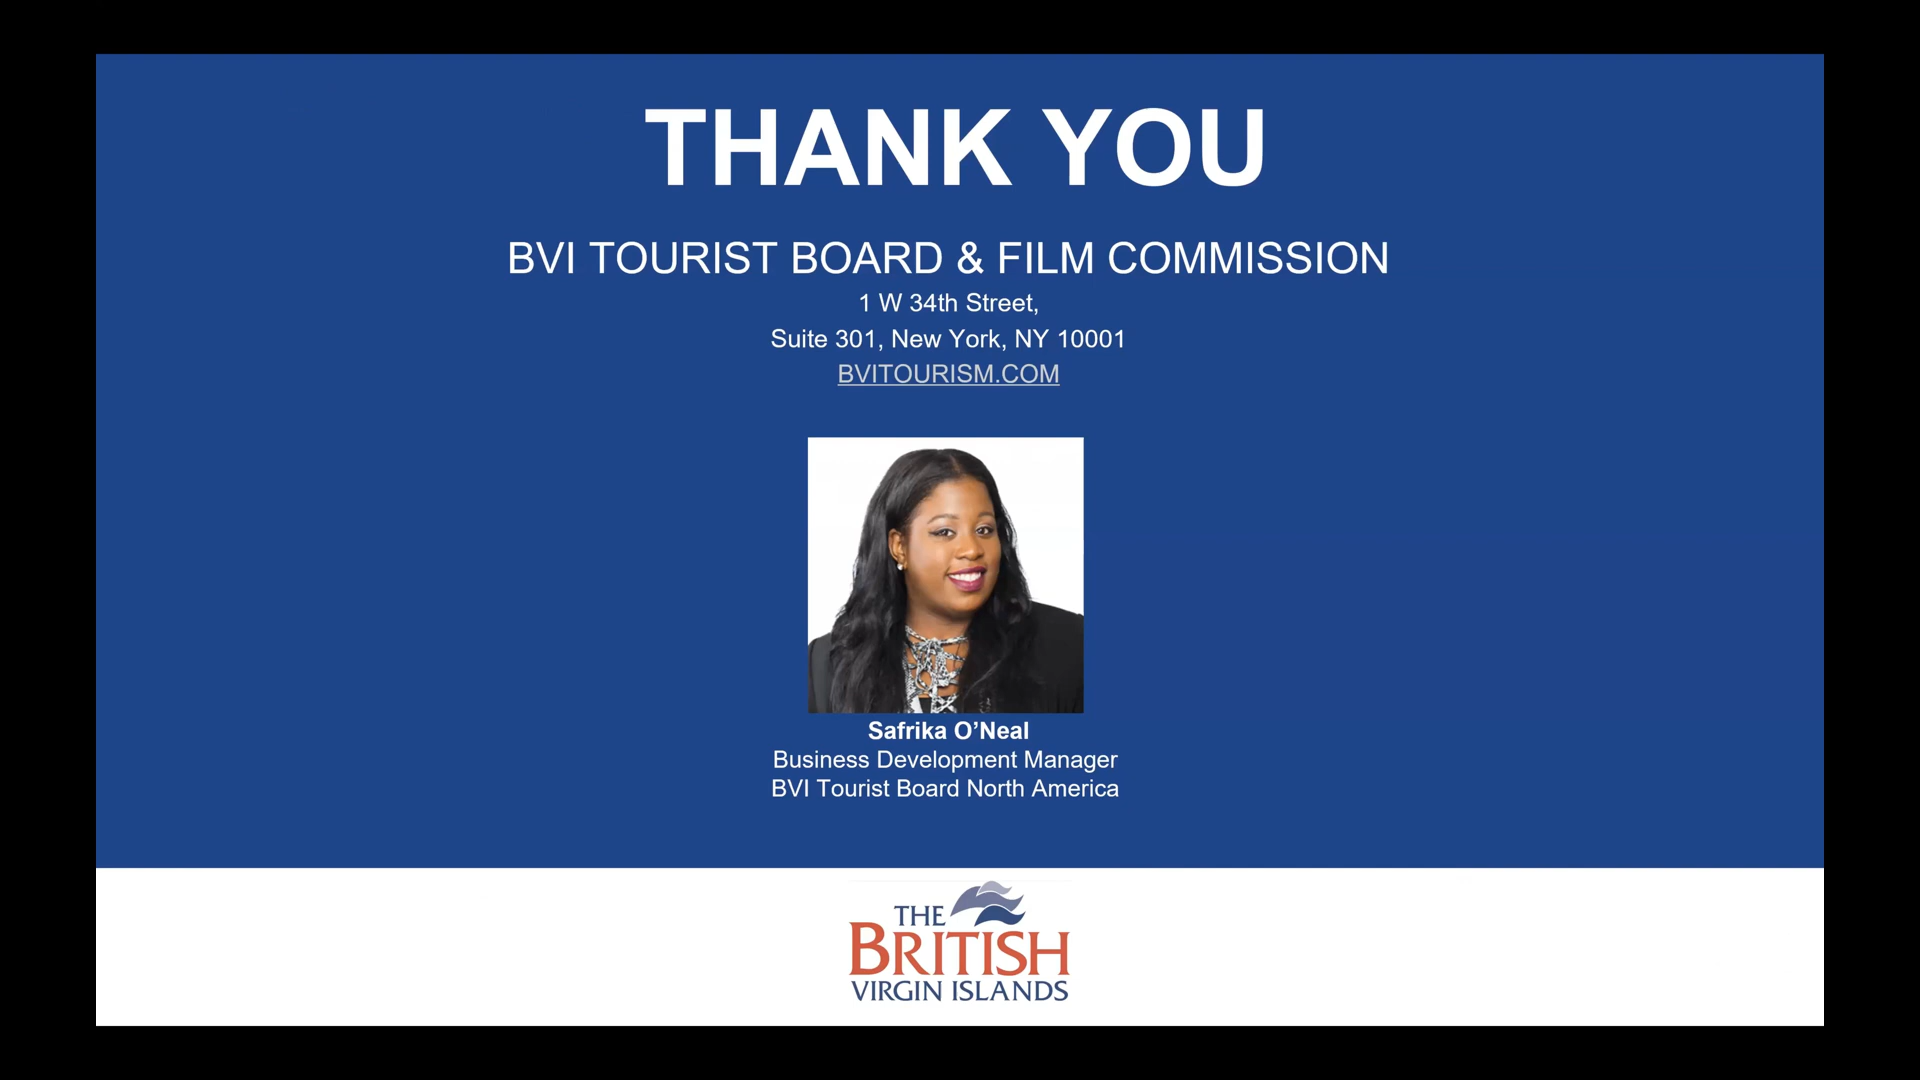 THANK YOU
BVI TOURIST BOARD & FILM COMMISSION
1 W 34th Street,
Suite 301, New York, NY 10001
BVITOURISM.COM
Safrika O’Neal
Business Development Manager
BVI Tourist Board North America
THE
BRITISH
VIRGIN ISLANDS